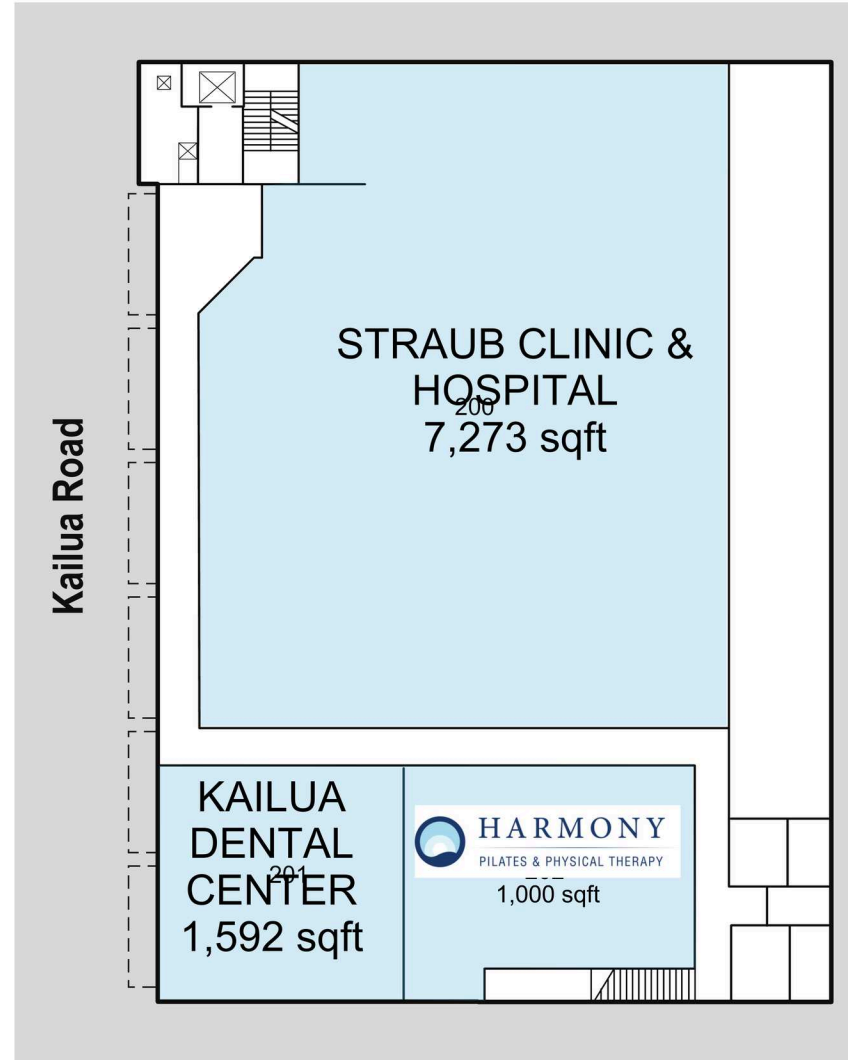 Kailua Road
STRAUB CLINIC &
HOSPITAL
200
7,273 sqft
KAILUA
DENTAL
CENTER
201
1,592 sqft
HARMONY
PILATES & PHYSICAL THERAPY
1,000 sqft